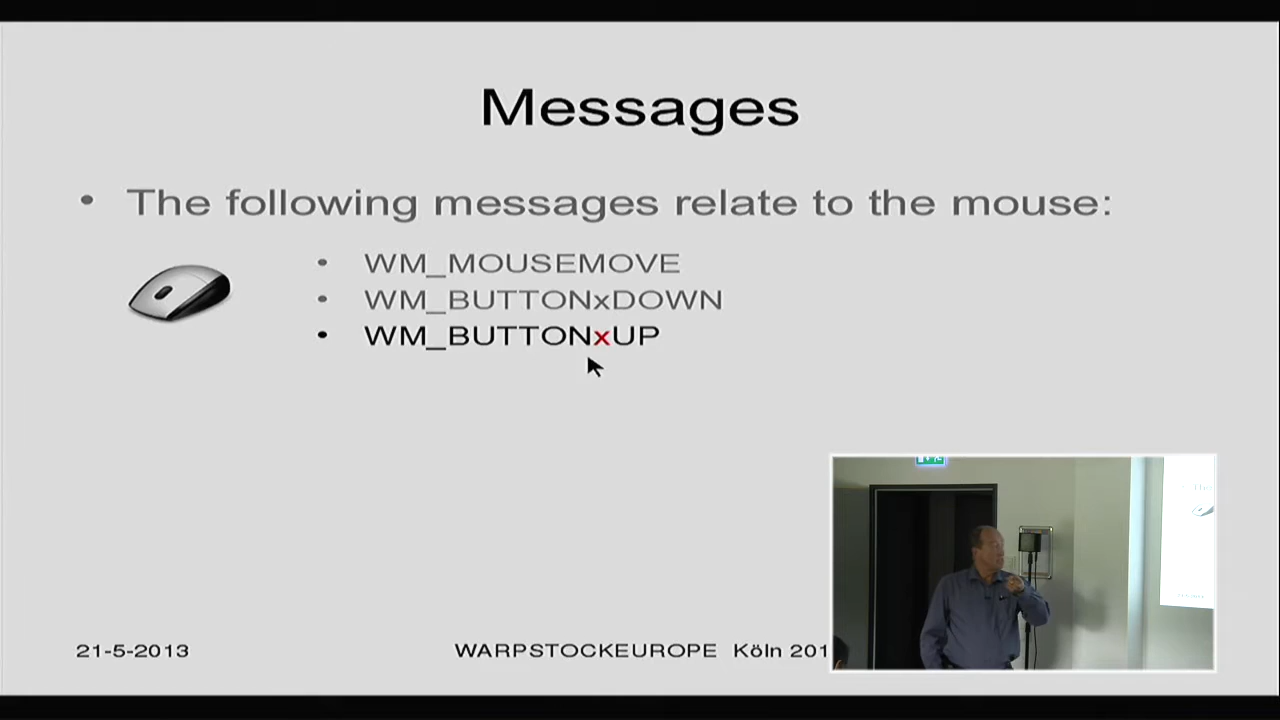 Messages
• The following messages relate to the mouse:
• WM_MOUSEMOVE
• WM_BUTTONxDOWN
• WM_BUTTONxUP
21-5-2013
WARPSTOCKEUROPE Köln 201